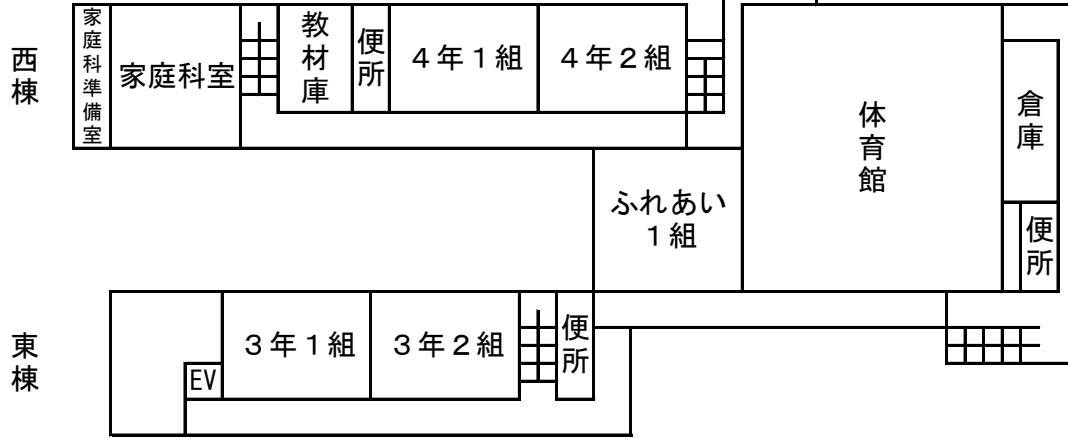 西棟
家庭科準備室
家庭科室
教材庫
便所
４年１組
４年２組
体育館
倉庫
便所
ふれあい
１組
東棟
EV
３年１組
３年２組
便所